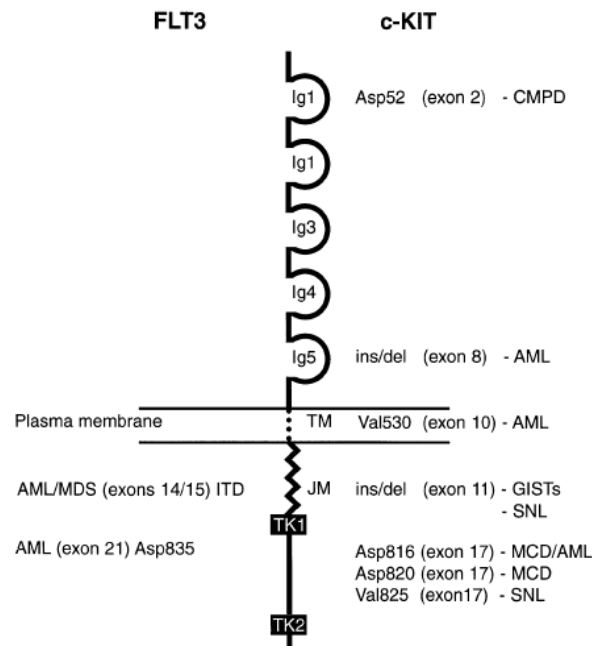 FLT3 c-KIT
Ig1 Asp52 (exon 2) - CMPD
Ig1
Ig3
Ig4
Ig5 ins/del (exon 8) - AML
Plasma membrane TM Val530 (exon 10) - AML
AML/MDS (exons 14/15) ITD JM ins/del (exon 11) - GISTs
- SNL
TK1
AML (exon 21) Asp835 Asp816 (exon 17) - MCD/AML
Asp820 (exon 17) - MCD
Val825 (exon17) - SNL
TK2